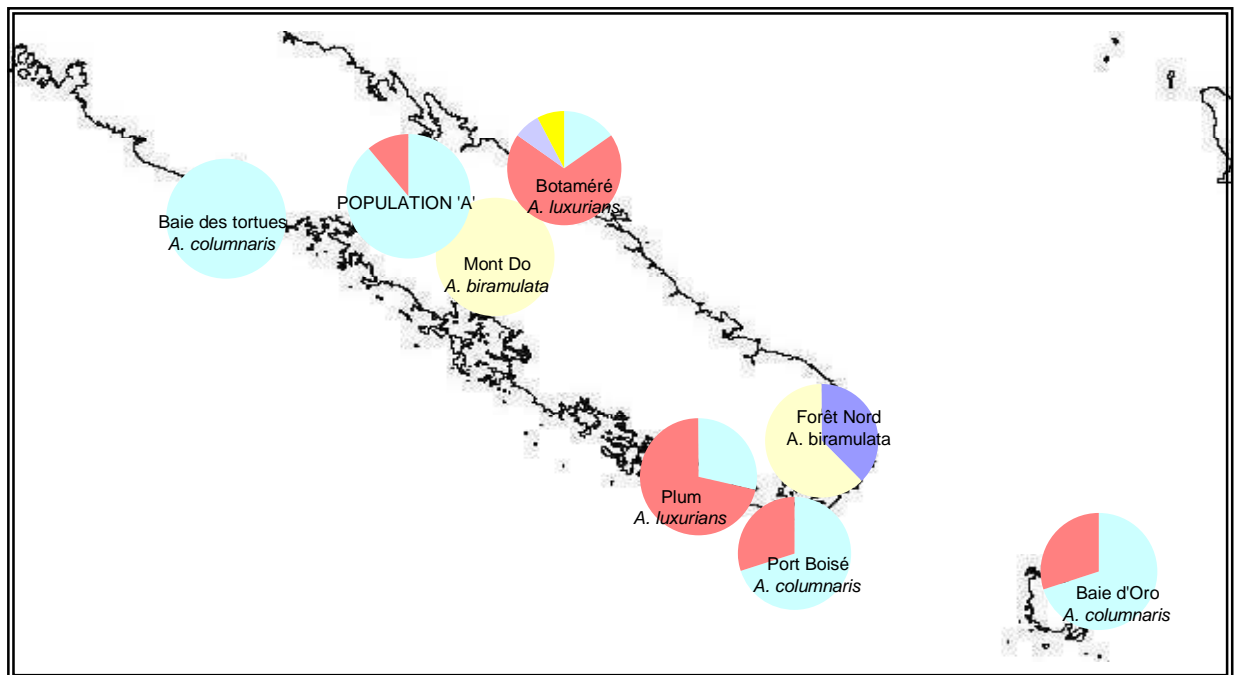 Botaméré
A. luxurians
POPULATION 'A'
Baie des tortues
A. columnaris
Mont Do
A. biramulata
Forêt Nord
A. biramulata
Plum
A. luxurians
Port Boisé
A. columnaris
Baie d'Oro
A. columnaris